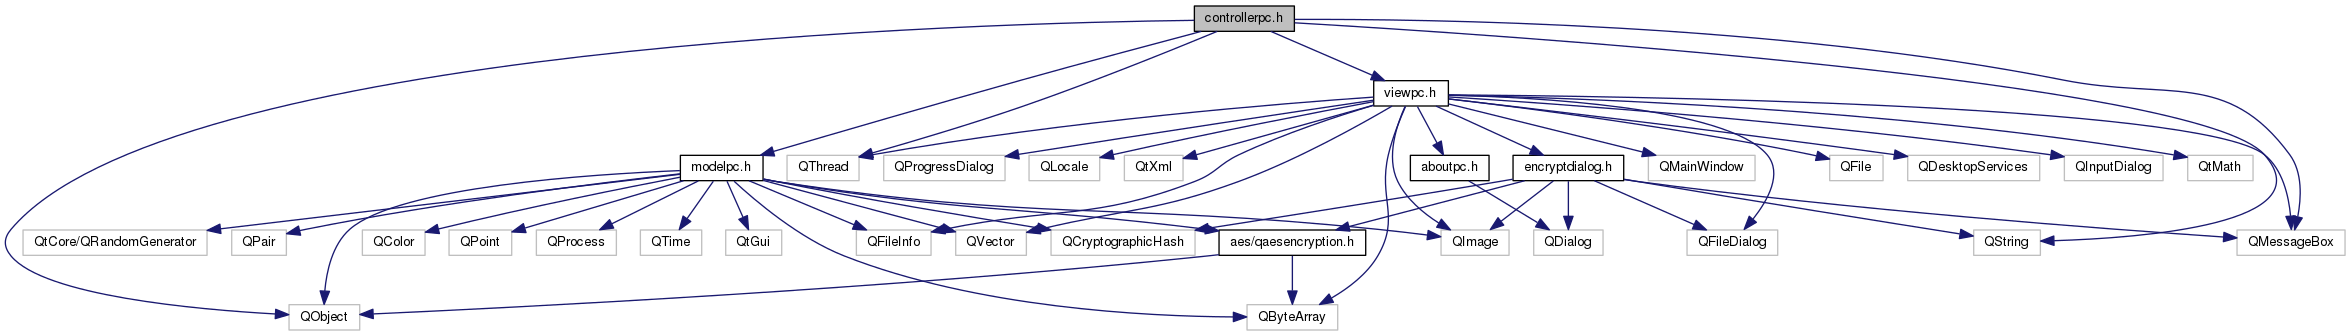 controllerpc.h
viewpc.h
modelpc.h
QThread
QProgressDialog
QLocale
QtXml
aboutpc.h
encryptdialog.h
QMainWindow
QFile
QDesktopServices
QInputDialog
QtMath
QtCore/QRandomGenerator
QPair
QColor
QPoint
QProcess
QTime
QtGui
QFileInfo
QVector
QCryptographicHash
aes/qaesencryption.h
QImage
QDialog
QFileDialog
QString
QMessageBox
QObject
QByteArray